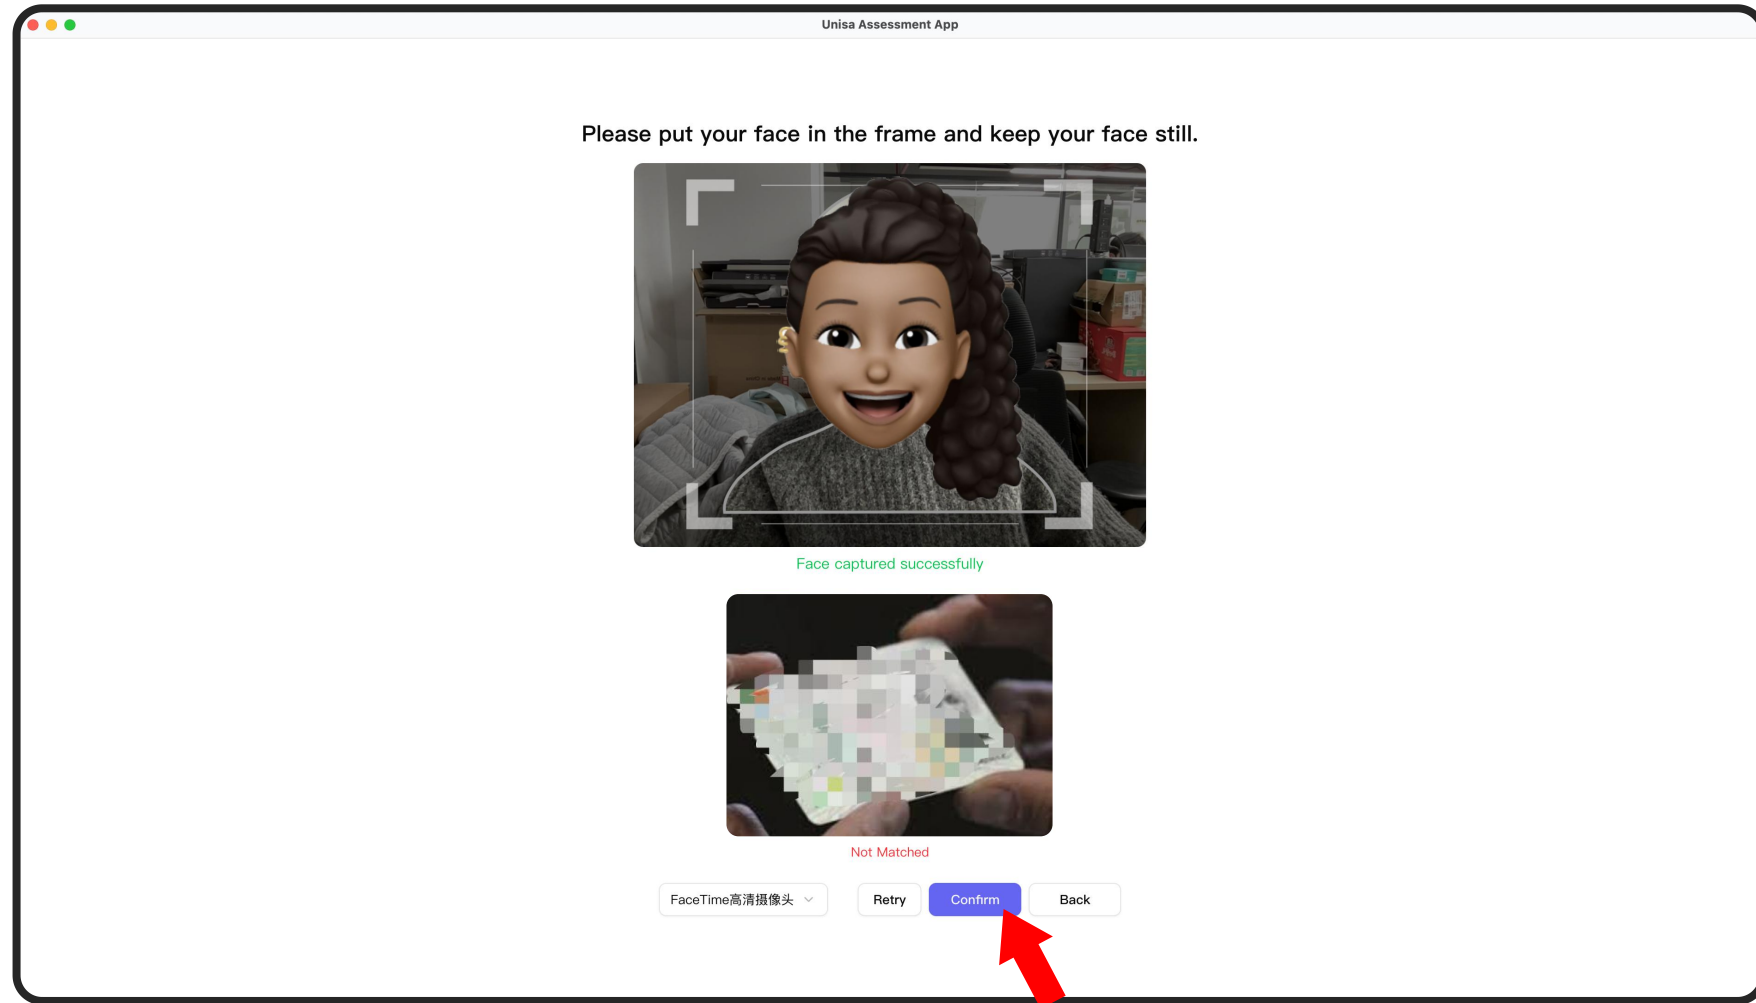 Unisa Assessment App
Please put your face in the frame and keep your face still.
Face captured successfully
Not Matched
FaceTime高清摄像头
Retry
Confirm
Back